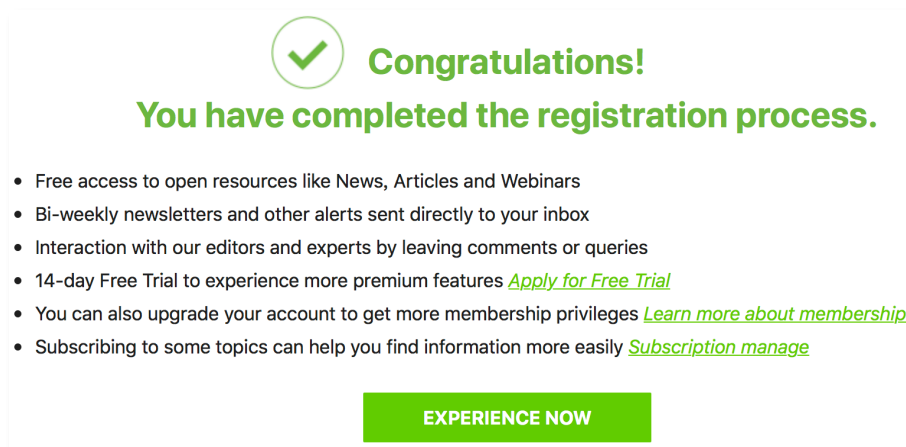 Congratulations!
You have completed the registration process.
Free access to open resources like News, Articles and Webinars
Bi-weekly newsletters and other alerts sent directly to your inbox
Interaction with our editors and experts by leaving comments or queries
14-day Free Trial to experience more premium features Apply for Free Trial
You can also upgrade your account to get more membership privileges Learn more about membership
Subscribing to some topics can help you find information more easily Subscription manage
EXPERIENCE NOW